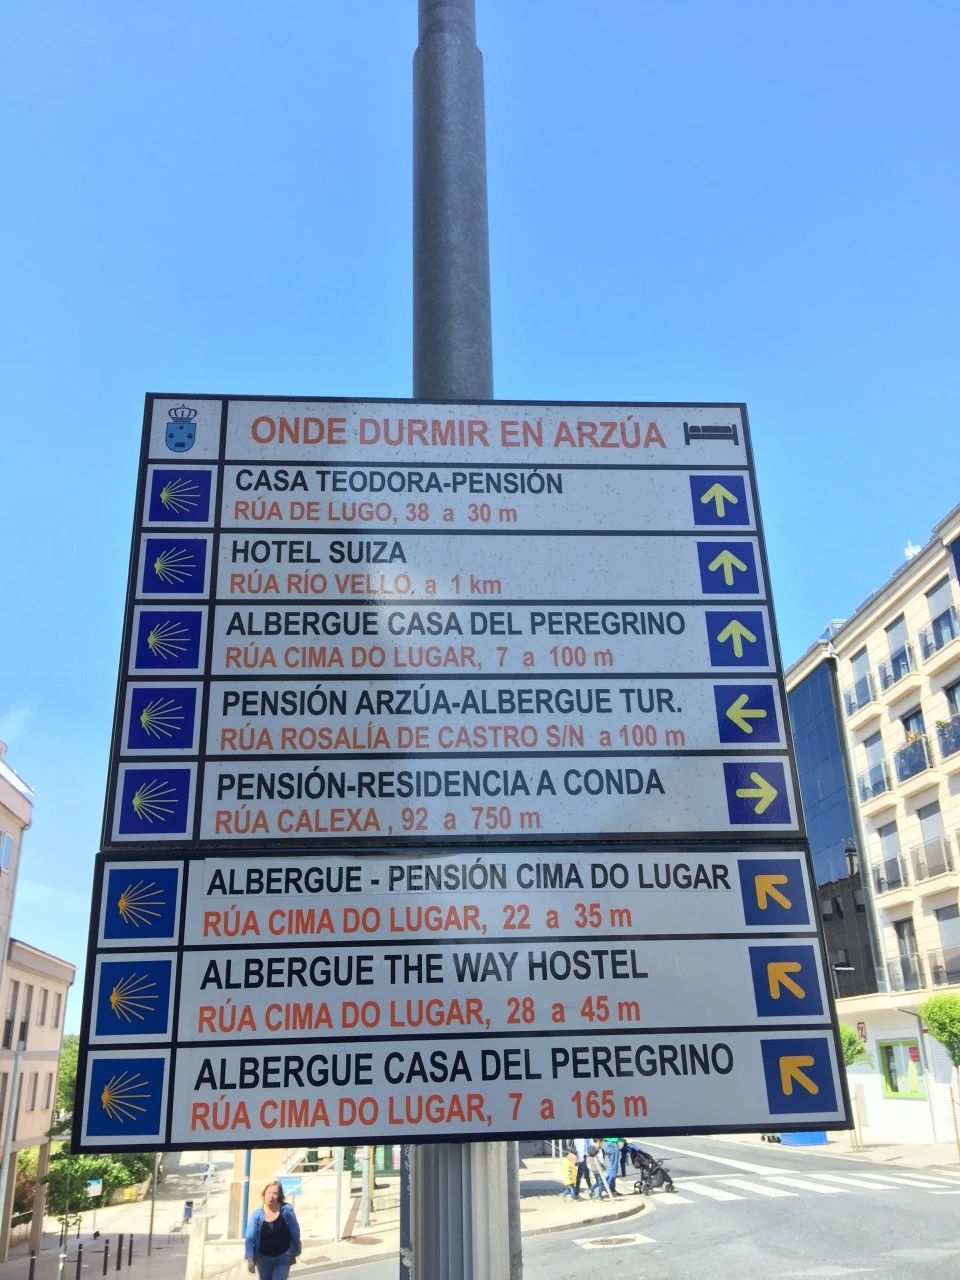 ONDE DURMIR EN ARZÚA
CASA TEODORA-PENSIÓN
RÚA DE LUGO, 38 a 30 m
HOTEL SUIZA
RÚA RÍO VELLO, a 1 km
ALBERGUE CASA DEL PEREGRINO
RÚA CIMA DO LUGAR, 7 a 100 m
PENSIÓN ARZÚA-ALBERGUE TUR.
RÚA ROSALÍA DE CASTRO S/N a 100 m
PENSIÓN-RESIDENCIA A CONDA
RÚA CALEXA , 92 a 750 m
ALBERGUE - PENSIÓN CIMA DO LUGAR
RÚA CIMA DO LUGAR, 22 a 35 m
ALBERGUE THE WAY HOSTEL
RÚA CIMA DO LUGAR, 28 a 45 m
ALBERGUE CASA DEL PEREGRINO
RÚA CIMA DO LUGAR, 7 a 165 m